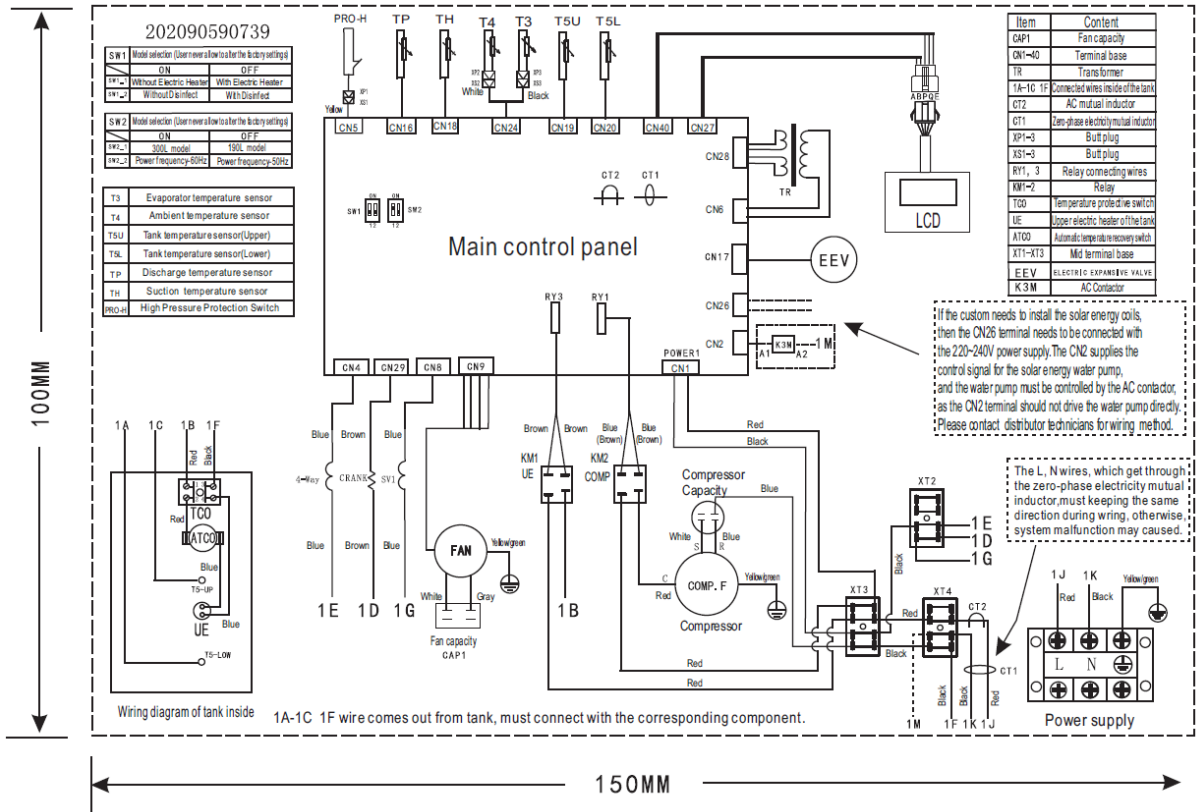 202090590739
SW1 Model selection (User never allow to alter the factory settings)
ON OFF
SW1_1 Without Electric Heater With Electric Heater
SW1_2 Without Disinfect With Disinfect
SW2 Model selection (User never allow to alter the factory settings)
ON OFF
SW2_1 300L model 190L model
SW2_2 Power frequency-60Hz Power frequency-50Hz
T3 Evaporator temperature sensor
T4 Ambient temperature sensor
T5U Tank temperature sensor(Upper)
T5L Tank temperature sensor(Lower)
TP Discharge temperature sensor
TH Suction temperature sensor
PRO-H High Pressure Protection Switch
PRO-H TP TH T4 T3 T5U T5L
XP1
XS1
Yellow
XP2
XS2
White
XP3
XS3
Black
CN5 CN16 CN18 CN24 CN19 CN20 CN40 CN27
ABPQE
LCD
Item Content
CAP1 Fan capacity
CN1-40 Terminal base
TR Transformer
1A-1C 1F Connected wires inside of the tank
CT2 AC mutual inductor
CT1 Zero-phase electricity mutual inductor
XP1-3 Butt plug
XS1-3 Butt plug
RY1, 3 Relay connecting wires
KM1-2 Relay
TCO Temperature protective switch
UE Upper electric heater of the tank
ATCO Automatic temperature recovery switch
XT1-XT3 Mid terminal base
EEV ELECTRIC EXPANSIVE VALVE
K3M AC Contactor
ON
SW1
12
ON
SW2
12
CT2 CT1
Main control panel
RY3 RY1
CN28
TR
CN6
CN17 EEV
CN26
CN2 A1 K3M A2 1M
POWER1
CN1
CN4 CN29 CN8 CN9
If the custom needs to install the solar energy coils,
then the CN26 terminal needs to be connected with
the 220~240V power supply.The CN2 supplies the
control signal for the solar energy water pump,
and the water pump must be controlled by the AC contactor,
as the CN2 terminal should not drive the water pump directly.
Please contact distributor technicians for wiring method.
The L, N wires, which get through
the zero-phase electricity mutual
inductor,must keeping the same
direction during wring, otherwise,
system malfunction may caused.
1A 1C 1B 1F
Red Black
TCO
Red
ATCO
Blue
T5-UP
UE
Blue
T5-LOW
Wiring diagram of tank inside
Blue Brown Blue
4-Way CRANK SV1
Blue Brown Blue
1E 1D 1G
FAN
Yellow/green
White Gray
Fan capacity
CAP1
Brown Brown
KM1
UE
1B
Blue
(Brown)
Blue
(Brown)
KM2
COMP
Red
Black
Compressor
Capacity
Blue
White Blue
S R
C
Red
COMP.F
Yellow/green
Compressor
Red
Red
XT2
1E
1D
1G
Black
XT3
Red
Black
XT4
CT2
CT1
Black Black Red
1M 1F 1K 1J
1J 1K
Red Black Yellow/green
L N
Power supply
1A-1C 1F wire comes out from tank, must connect with the corresponding component.
100MM
150MM